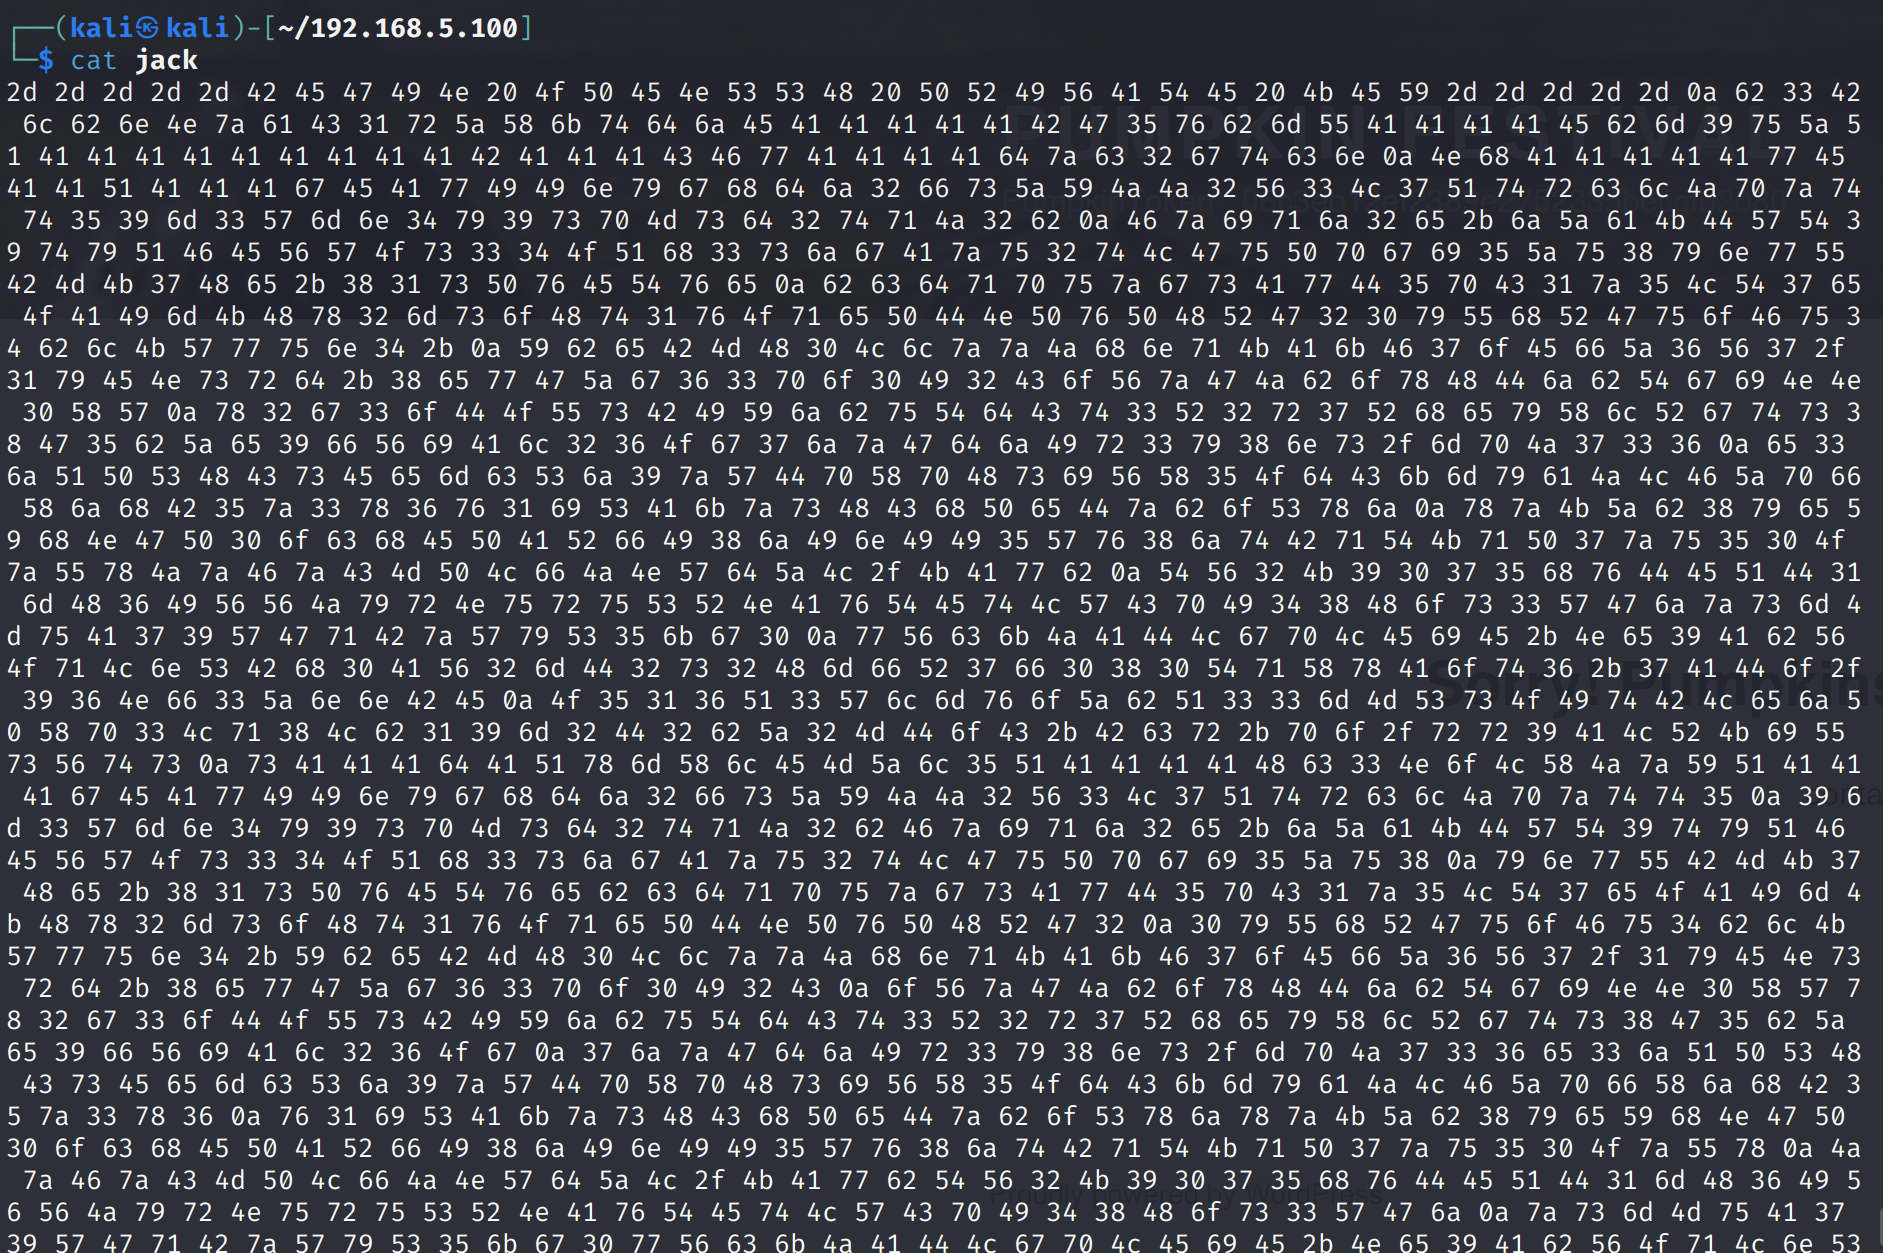 ┌──(kali㉿kali)-[~/192.168.5.100]
└─$ cat jack
2d 2d 2d 2d 2d 42 45 47 49 4e 20 4f 50 45 4e 53 53 48 20 50 52 49 56 41 54 45 20 4b 45 59 2d 2d 2d 2d 2d 0a 62 33 42
6c 62 6e 4e 7a 61 43 31 72 5a 58 6b 74 64 6a 45 41 41 41 41 41 42 47 35 76 62 6d 55 41 41 41 41 45 62 6d 39 75 5a 5
1 41 41 41 41 41 41 41 41 41 42 41 41 41 43 46 77 41 41 41 41 64 7a 63 32 67 74 63 6e 0a 4e 68 41 41 41 41 41 77 45
41 41 51 41 41 41 67 45 41 77 49 49 6e 79 67 68 64 6a 32 66 73 5a 59 4a 4a 32 56 33 4c 37 51 74 72 63 6c 4a 70 7a 74
74 35 39 6d 33 57 6d 6e 34 79 39 73 70 4d 73 64 32 74 71 4a 32 62 0a 46 7a 69 71 6a 32 65 2b 6a 5a 61 4b 44 57 54 3
9 74 79 51 46 45 56 57 4f 73 33 34 4f 51 68 33 73 6a 67 41 7a 75 32 74 4c 47 75 50 70 67 69 35 5a 75 38 79 6e 77 55
42 4d 4b 37 48 65 2b 38 31 73 50 76 45 54 76 65 0a 62 63 64 71 70 75 7a 67 73 41 77 44 35 70 43 31 7a 35 4c 54 37 65
4f 41 49 6d 4b 48 78 32 6d 73 6f 48 74 31 76 4f 71 65 50 44 4e 50 76 50 48 52 47 32 30 79 55 68 52 47 75 6f 46 75 3
4 62 6c 4b 57 77 75 6e 34 2b 0a 59 62 65 42 4d 48 30 4c 6c 7a 7a 4a 68 6e 71 4b 41 6b 46 37 6f 45 66 5a 36 56 37 2f
31 79 45 4e 73 72 64 2b 38 65 77 47 5a 67 36 33 70 6f 30 49 32 43 6f 56 7a 47 4a 62 6f 78 48 44 6a 62 54 67 69 4e 4e
30 58 57 0a 78 32 67 33 6f 44 4f 55 73 42 49 59 6a 62 75 54 64 43 74 33 52 32 72 37 52 68 65 79 58 6c 52 67 74 73 3
8 47 35 62 5a 65 39 66 56 69 41 6c 32 36 4f 67 37 6a 7a 47 64 6a 49 72 33 79 38 6e 73 2f 6d 70 4a 37 33 36 0a 65 33
6a 51 50 53 48 43 73 45 65 6d 63 53 6a 39 7a 57 44 70 58 70 48 73 69 56 58 35 4f 64 43 6b 6d 79 61 4a 4c 46 5a 70 66
58 6a 68 42 35 7a 33 78 36 76 31 69 53 41 6b 7a 73 48 43 68 50 65 44 7a 62 6f 53 78 6a 0a 78 7a 4b 5a 62 38 79 65 5
9 68 4e 47 50 30 6f 63 68 45 50 41 52 66 49 38 6a 49 6e 49 49 35 57 76 38 6a 74 42 71 54 4b 71 50 37 7a 75 35 30 4f
7a 55 78 4a 7a 46 7a 43 4d 50 4c 66 4a 4e 57 64 5a 4c 2f 4b 41 77 62 0a 54 56 32 4b 39 30 37 35 68 76 44 45 51 44 31
6d 48 36 49 56 56 4a 79 72 4e 75 72 75 53 52 4e 41 76 54 45 74 4c 57 43 70 49 34 38 48 6f 73 33 57 47 6a 7a 73 6d 4
d 75 41 37 39 57 47 71 42 7a 57 79 53 35 6b 67 30 0a 77 56 63 6b 4a 41 44 4c 67 70 4c 45 69 45 2b 4e 65 39 41 62 56
4f 71 4c 6e 53 42 68 30 41 56 32 6d 44 32 73 32 48 6d 66 52 37 66 30 38 30 54 71 58 78 41 6f 74 36 2b 37 41 44 6f 2f
39 36 4e 66 33 5a 6e 6e 42 45 0a 4f 35 31 36 51 33 57 6c 6d 76 6f 5a 62 51 33 33 6d 4d 53 73 4f 49 74 42 4c 65 6a 5
0 58 70 33 4c 71 38 4c 62 31 39 6d 32 44 32 62 5a 32 4d 44 6f 43 2b 42 63 72 2b 70 6f 2f 72 72 39 41 4c 52 4b 69 55
73 56 74 73 0a 73 41 41 41 64 41 51 78 6d 58 6c 45 4d 5a 6c 35 51 41 41 41 41 48 63 33 4e 6f 4c 58 4a 7a 59 51 41 41
41 67 45 41 77 49 49 6e 79 67 68 64 6a 32 66 73 5a 59 4a 4a 32 56 33 4c 37 51 74 72 63 6c 4a 70 7a 74 74 35 0a 39 6
d 33 57 6d 6e 34 79 39 73 70 4d 73 64 32 74 71 4a 32 62 46 7a 69 71 6a 32 65 2b 6a 5a 61 4b 44 57 54 39 74 79 51 46
45 56 57 4f 73 33 34 4f 51 68 33 73 6a 67 41 7a 75 32 74 4c 47 75 50 70 67 69 35 5a 75 38 0a 79 6e 77 55 42 4d 4b 37
48 65 2b 38 31 73 50 76 45 54 76 65 62 63 64 71 70 75 7a 67 73 41 77 44 35 70 43 31 7a 35 4c 54 37 65 4f 41 49 6d 4
b 48 78 32 6d 73 6f 48 74 31 76 4f 71 65 50 44 4e 50 76 50 48 52 47 32 0a 30 79 55 68 52 47 75 6f 46 75 34 62 6c 4b
57 77 75 6e 34 2b 59 62 65 42 4d 48 30 4c 6c 7a 7a 4a 68 6e 71 4b 41 6b 46 37 6f 45 66 5a 36 56 37 2f 31 79 45 4e 73
72 64 2b 38 65 77 47 5a 67 36 33 70 6f 30 49 32 43 0a 6f 56 7a 47 4a 62 6f 78 48 44 6a 62 54 67 69 4e 4e 30 58 57 7
8 32 67 33 6f 44 4f 55 73 42 49 59 6a 62 75 54 64 43 74 33 52 32 72 37 52 68 65 79 58 6c 52 67 74 73 38 47 35 62 5a
65 39 66 56 69 41 6c 32 36 4f 67 0a 37 6a 7a 47 64 6a 49 72 33 79 38 6e 73 2f 6d 70 4a 37 33 36 65 33 6a 51 50 53 48
43 73 45 65 6d 63 53 6a 39 7a 57 44 70 58 70 48 73 69 56 58 35 4f 64 43 6b 6d 79 61 4a 4c 46 5a 70 66 58 6a 68 42 3
5 7a 33 78 36 0a 76 31 69 53 41 6b 7a 73 48 43 68 50 65 44 7a 62 6f 53 78 6a 78 7a 4b 5a 62 38 79 65 59 68 4e 47 50
30 6f 63 68 45 50 41 52 66 49 38 6a 49 6e 49 49 35 57 76 38 6a 74 42 71 54 4b 71 50 37 7a 75 35 30 4f 7a 55 78 0a 4a
7a 46 7a 43 4d 50 4c 66 4a 4e 57 64 5a 4c 2f 4b 41 77 62 54 56 32 4b 39 30 37 35 68 76 44 45 51 44 31 6d 48 36 49 5
6 56 4a 79 72 4e 75 72 75 53 52 4e 41 76 54 45 74 4c 57 43 70 49 34 38 48 6f 73 33 57 47 6a 0a 7a 73 6d 4d 75 41 37
39 57 47 71 42 7a 57 79 53 35 6b 67 30 77 56 63 6b 4a 41 44 4c 67 70 4c 45 69 45 2b 4e 65 39 41 62 56 4f 71 4c 6e 53
PUMPKIN FESTIVAL
Sorry! Pumpkins
Proudly powered by WordPress